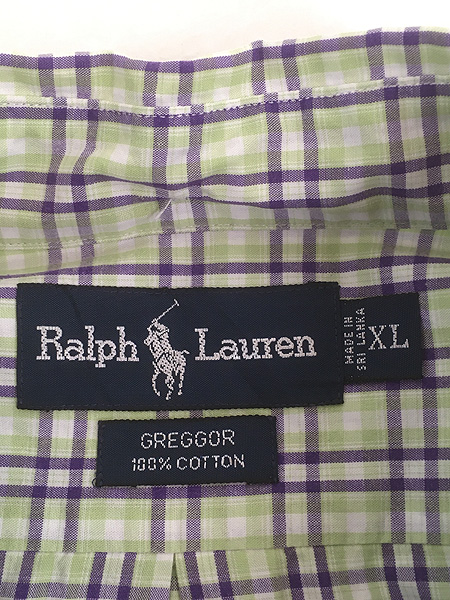 Ralph Lauren
MADE IN
SRI LANKA
XL
GREGGOR
100% COTTON